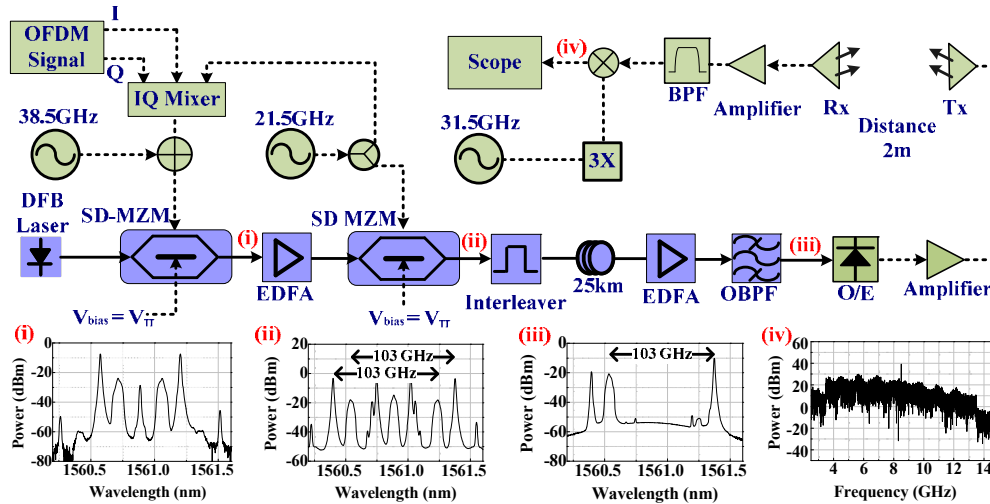 OFDM
Signal
I
Q
IQ Mixer
38.5GHz
21.5GHz
31.5GHz
Scope
(iv)
3X
BPF
Amplifier
Rx
Tx
Distance
2m
DFB
Laser
SD-MZM
(i)
EDFA
SD MZM
(ii)
Interleaver
25km
EDFA
OBPF
(iii)
O/E
Amplifier
Vbias = Vπ
Vbias = Vπ
(i)
Power (dBm)
0
-20
-40
-60
-80
1560.5
1561.0
1561.5
Wavelength (nm)
(ii)
Power (dBm)
20
0
-20
-40
-60
103 GHz
103 GHz
1560.5
1561.0
1561.5
Wavelength (nm)
(iii)
Power (dBm)
0
-20
-40
-60
-80
103 GHz
1560.5
1561.0
1561.5
Wavelength (nm)
(iv)
Power (dBm)
60
40
20
0
-20
-40
4 6 8 10 12 14
Frequency (GHz)